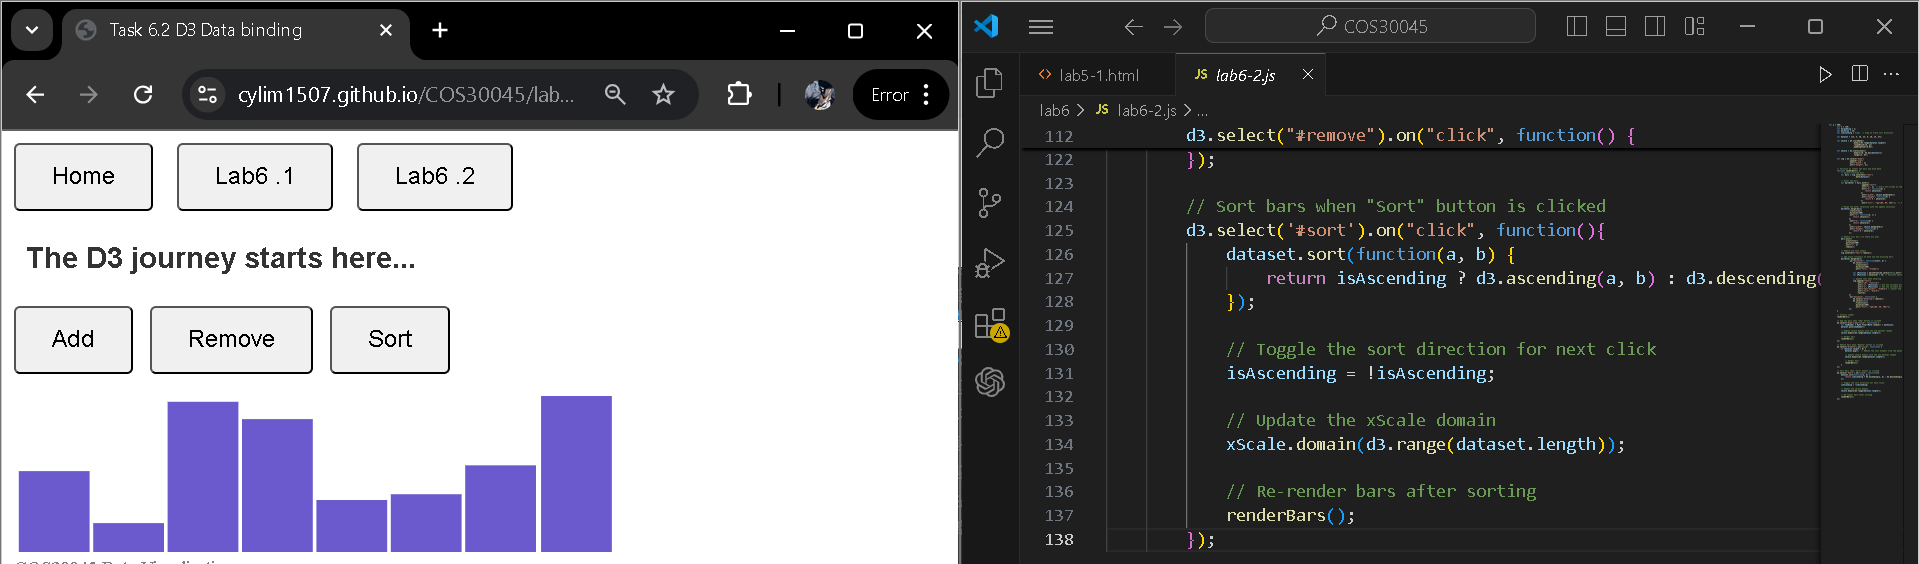 Task 6.2 D3 Data binding
cylim1507.github.io/COS30045/lab...
Error
Home
Lab6 .1
Lab6 .2
The D3 journey starts here...
Add
Remove
Sort
COS30045
lab5-1.html
JS lab6-2.js
lab6 > JS lab6-2.js > ...
112 d3.select("#remove").on("click", function() {
122 });
123
124 // Sort bars when "Sort" button is clicked
125 d3.select('#sort').on("click", function(){
126 dataset.sort(function(a, b) {
127 return isAscending ? d3.ascending(a, b) : d3.descending(
128 });
129
130 // Toggle the sort direction for next click
131 isAscending = !isAscending;
132
133 // Update the xScale domain
134 xScale.domain(d3.range(dataset.length));
135
136 // Re-render bars after sorting
137 renderBars();
138 });